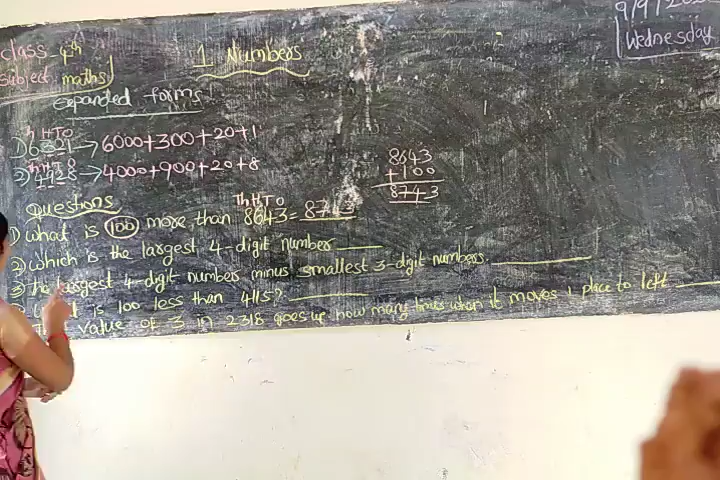 class - 4th
Subject: maths
1 Numbers
9/9/202
Wednesday
Expanded forms
Th H T O
1) 6321 → 6000+300+20+1
Th H T O
2) 4928 → 4000+900+20+8
8643
+100
8743
Questions
Th H T O
1) What is 100 more than 8643 = 8743
2) Which is the largest 4-digit number
3) The largest 4-digit numbers minus smallest 3-digit numbers.
is 100 less than 4115?
value of 3 in 2318 goes up how many times when it moves 1 place to left